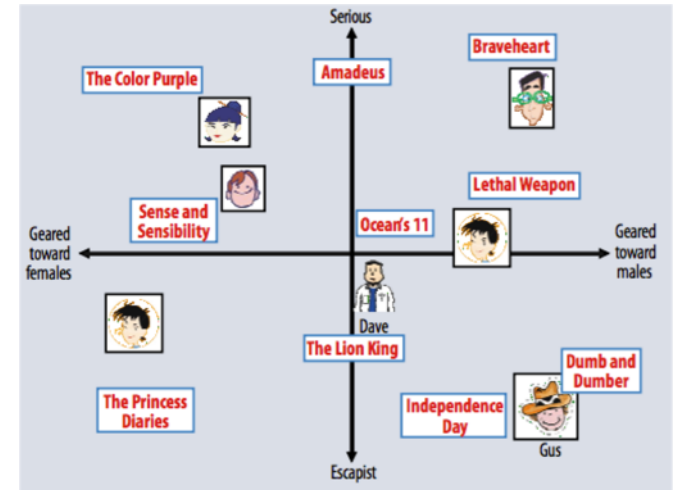 Serious
Braveheart
Amadeus
The Color Purple
Lethal Weapon
Sense and
Sensibility
Ocean's 11
Geared
toward
females
Geared
toward
males
Dave
The Lion King
Dumb and
Dumber
The Princess
Diaries
Independence
Day
Gus
Escapist